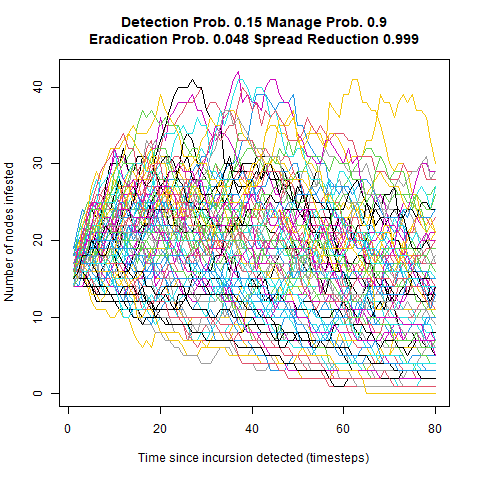 Detection Prob. 0.15 Manage Prob. 0.9
Eradication Prob. 0.048 Spread Reduction 0.999
Number of nodes infested
40
30
20
10
0
0 20 40 60 80
Time since incursion detected (timesteps)